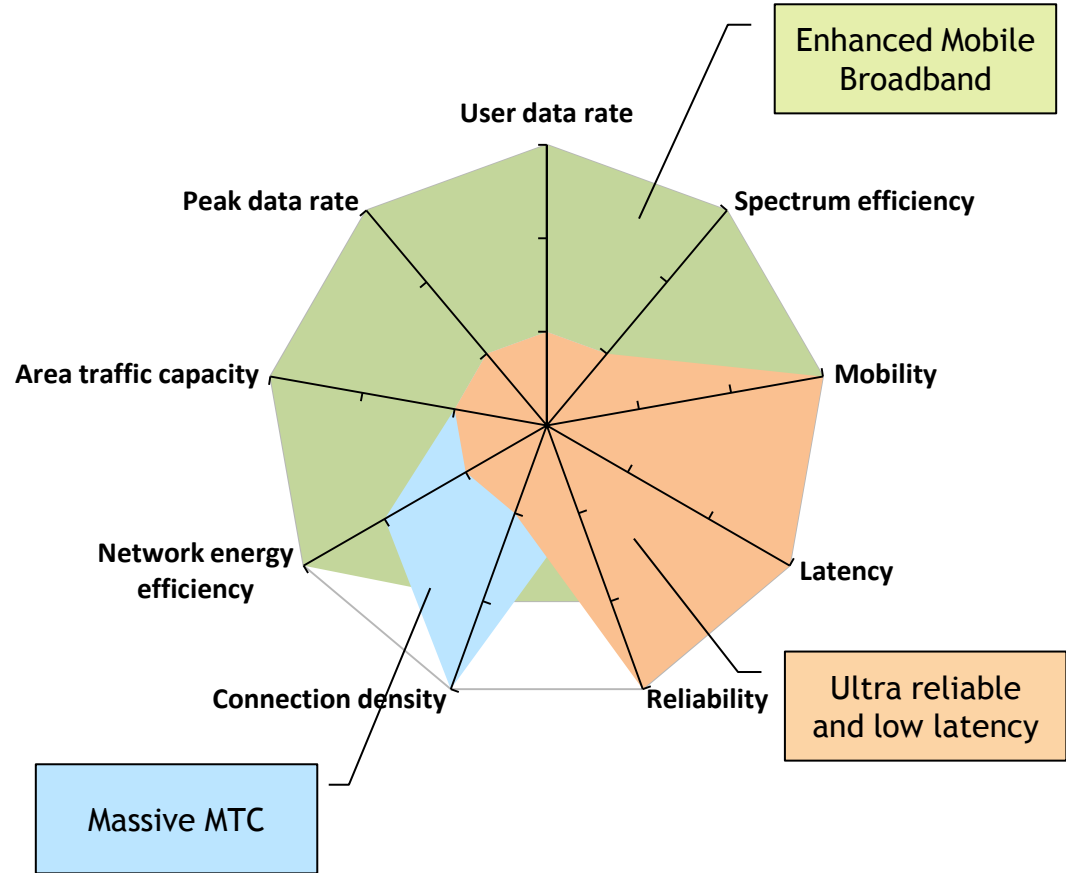 Enhanced Mobile
Broadband
User data rate
Peak data rate
Spectrum efficiency
Area traffic capacity
Mobility
Network energy
efficiency
Latency
Connection density
Reliability
Ultra reliable
and low latency
Massive MTC